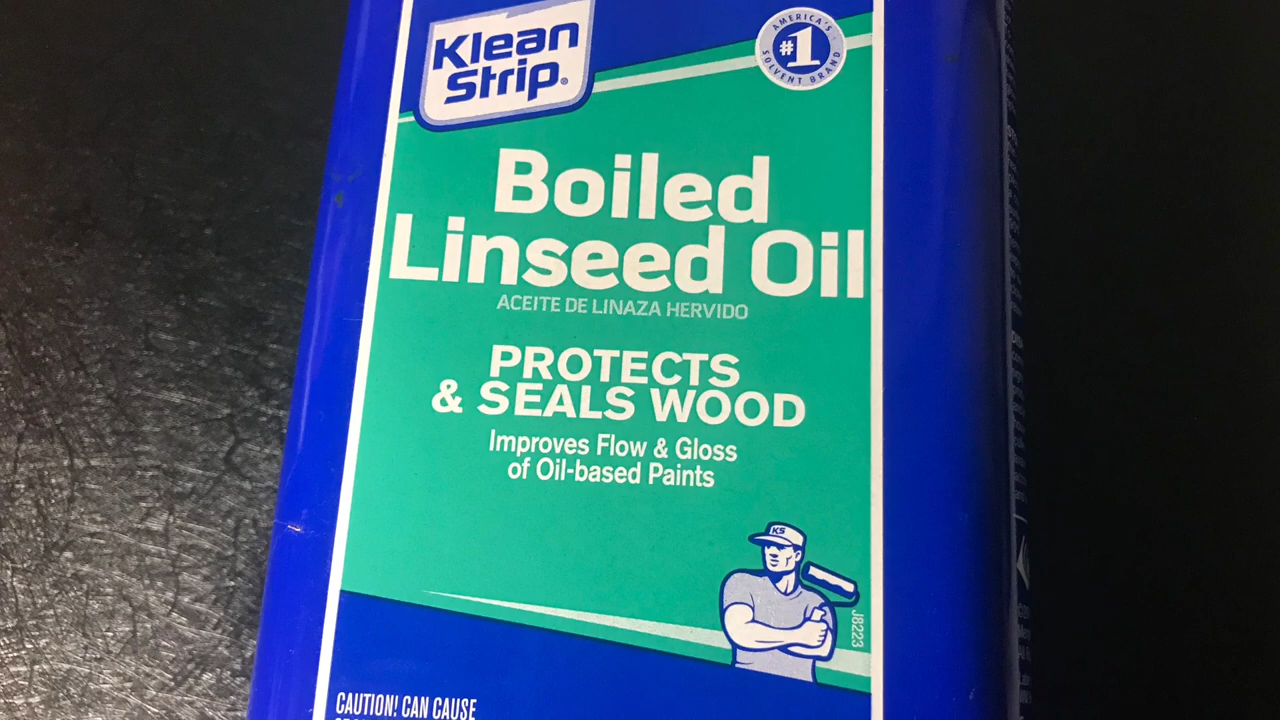 Klean
Strip®
AMERICA'S
#1
SOLVENT BRAND
Boiled
Linseed Oil
ACEITE DE LINAZA HERVIDO
PROTECTS
& SEALS WOOD
Improves Flow & Gloss
of Oil-based Paints
KS
J8223
CAUTION! CAN CAUSE